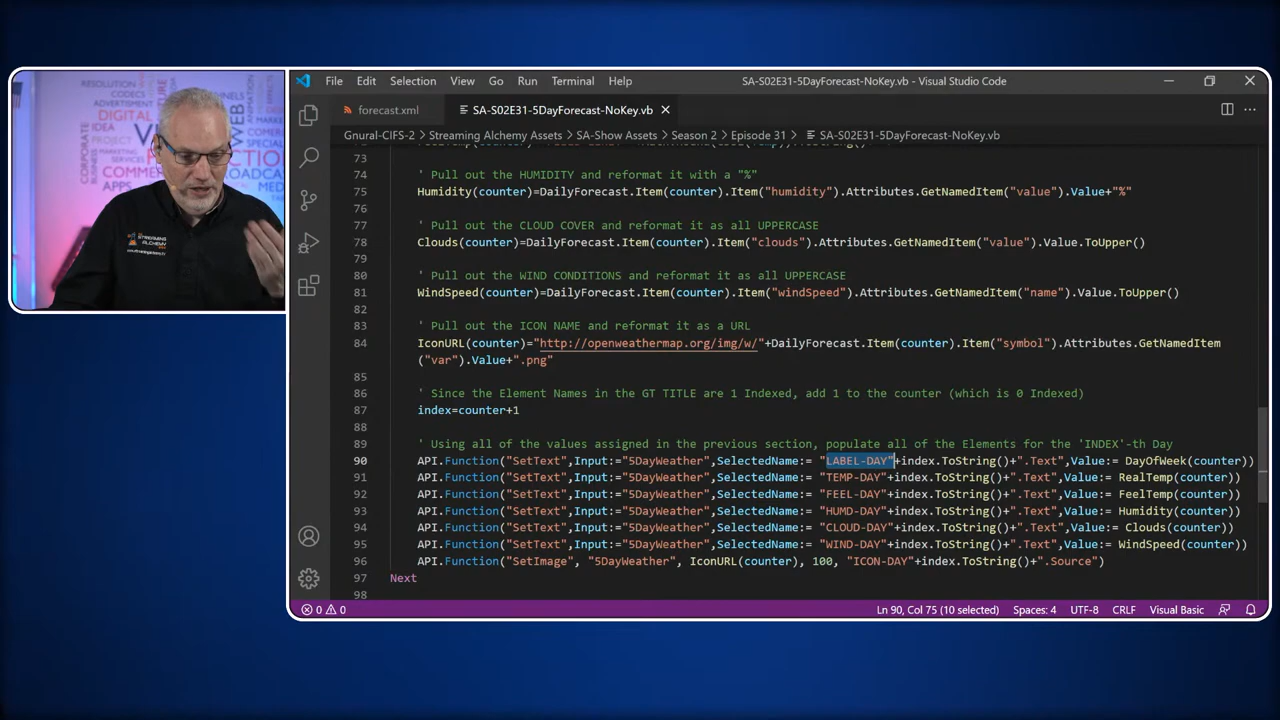 RESOLUTION
CODECS
ADVERTISMENT
DIGITAL
IDEA
PROJECT
COMMERCE
APPS
CORPORATE
WEB
ANIMATION
SERVICES
STREAMING
ALCHEMY
File Edit Selection View Go Run Terminal Help
SA-S02E31-5DayForecast-NoKey.vb - Visual Studio Code
forecast.xml
SA-S02E31-5DayForecast-NoKey.vb
Gnural-CIFS-2 > Streaming Alchemy Assets > SA-Show Assets > Season 2 > Episode 31 > SA-S02E31-5DayForecast-NoKey.vb
73
74 ' Pull out the HUMIDITY and reformat it with a "%"
75 Humidity(counter)=DailyForecast.Item(counter).Item("humidity").Attributes.GetNamedItem("value").Value+"%"
76
77 ' Pull out the CLOUD COVER and reformat it as all UPPERCASE
78 Clouds(counter)=DailyForecast.Item(counter).Item("clouds").Attributes.GetNamedItem("value").Value.ToUpper()
79
80 ' Pull out the WIND CONDITIONS and reformat it as all UPPERCASE
81 WindSpeed(counter)=DailyForecast.Item(counter).Item("windSpeed").Attributes.GetNamedItem("name").Value.ToUpper()
82
83 ' Pull out the ICON NAME and reformat it as a URL
84 IconURL(counter)="http://openweathermap.org/img/w/"+DailyForecast.Item(counter).Item("symbol").Attributes.GetNamedItem
("var").Value+".png"
85
86 ' Since the Element Names in the GT TITLE are 1 Indexed, add 1 to the counter (which is 0 Indexed)
87 index=counter+1
88
89 ' Using all of the values assigned in the previous section, populate all of the Elements for the 'INDEX'-th Day
90 API.Function("SetText",Input:="5DayWeather",SelectedName:= "LABEL-DAY"+index.ToString()+".Text",Value:= DayOfWeek(counter))
91 API.Function("SetText",Input:="5DayWeather",SelectedName:= "TEMP-DAY"+index.ToString()+".Text",Value:= RealTemp(counter))
92 API.Function("SetText",Input:="5DayWeather",SelectedName:= "FEEL-DAY"+index.ToString()+".Text",Value:= FeelTemp(counter))
93 API.Function("SetText",Input:="5DayWeather",SelectedName:= "HUMD-DAY"+index.ToString()+".Text",Value:= Humidity(counter))
94 API.Function("SetText",Input:="5DayWeather",SelectedName:= "CLOUD-DAY"+index.ToString()+".Text",Value:= Clouds(counter))
95 API.Function("SetText",Input:="5DayWeather",SelectedName:= "WIND-DAY"+index.ToString()+".Text",Value:= WindSpeed(counter))
96 API.Function("SetImage", "5DayWeather", IconURL(counter), 100, "ICON-DAY"+index.ToString()+".Source")
97 Next
98
0 0
Ln 90, Col 75 (10 selected) Spaces: 4 UTF-8 CRLF Visual Basic